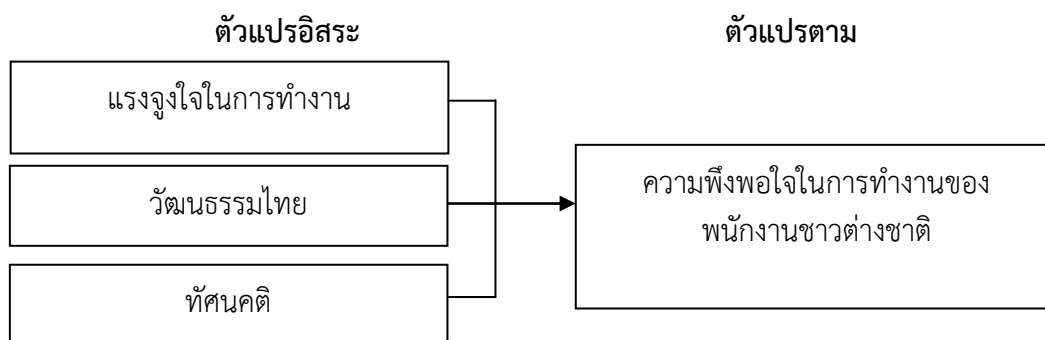 ตัวแปรอิสระ
ตัวแปรตาม
แรงจูงใจในการทำงาน
วัฒนธรรมไทย
ทัศนคติ
ความพึงพอใจในการทำงานของ
พนักงานชาวต่างชาติ